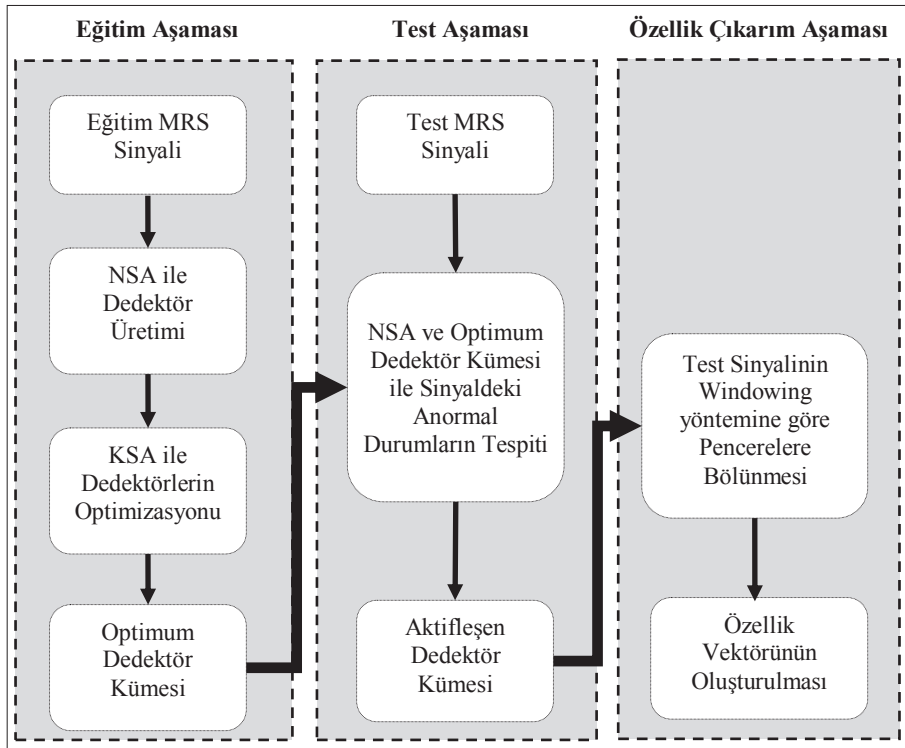 Eğitim Aşaması
Eğitim MRS
Sinyali
NSA ile
Dedektör
Üretimi
KSA ile
Dedektörlerin
Optimizasyonu
Optimum
Dedektör
Kümesi
Test Aşaması
Test MRS
Sinyali
NSA ve Optimum
Dedektör Kümesi
ile Sinyaldeki
Anormal
Durumların Tespiti
Aktifleşen
Dedektör
Kümesi
Özellik Çıkarım Aşaması
Test Sinyalinin
Windowing
yöntemine göre
Pencerelere
Bölünmesi
Özellik
Vektörünün
Oluşturulması